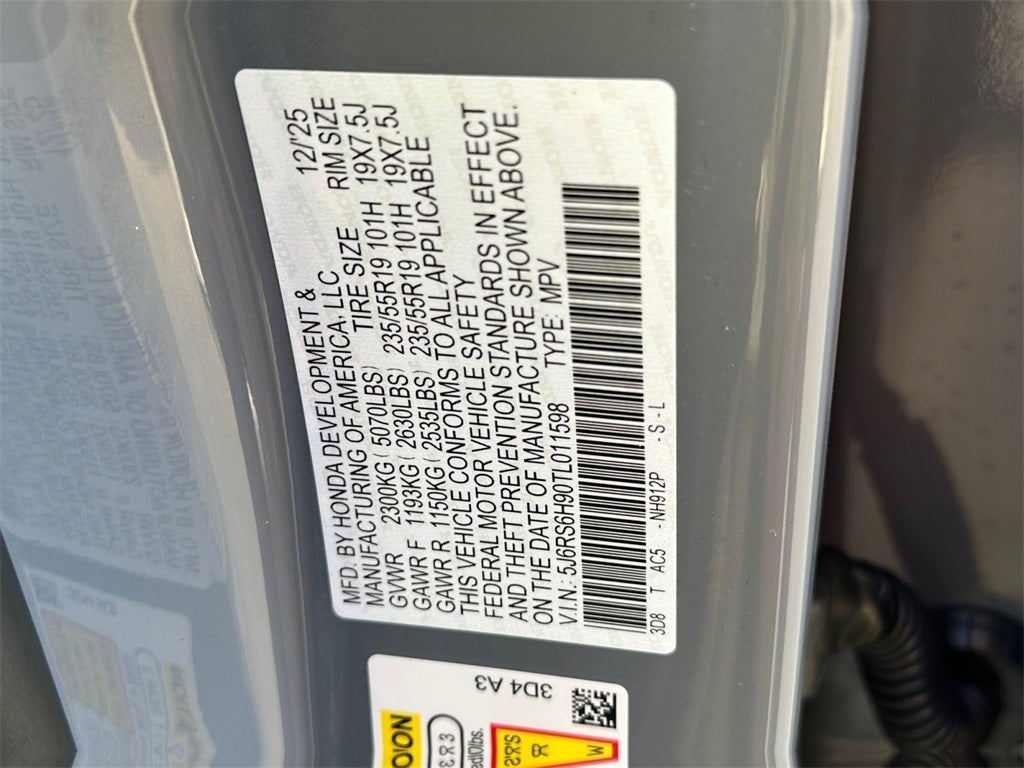 MFD. BY HONDA DEVELOPMENT & 12/'25
MANUFACTURING OF AMERICA, LLC
TIRE SIZE RIM SIZE
GVWR 2300KG ( 5070LBS)
GAWR F 1193KG ( 2630LBS) 235/55R19 101H 19X7.5J
GAWR R 1150KG ( 2535LBS) 235/55R19 101H 19X7.5J
THIS VEHICLE CONFORMS TO ALL APPLICABLE
FEDERAL MOTOR VEHICLE SAFETY
AND THEFT PREVENTION STANDARDS IN EFFECT
ON THE DATE OF MANUFACTURE SHOWN ABOVE.
V.I.N.: 5J6RS6H90TL011598 TYPE: MPV
3D8 T AC5 -NH912P -S -L
3D4 A3